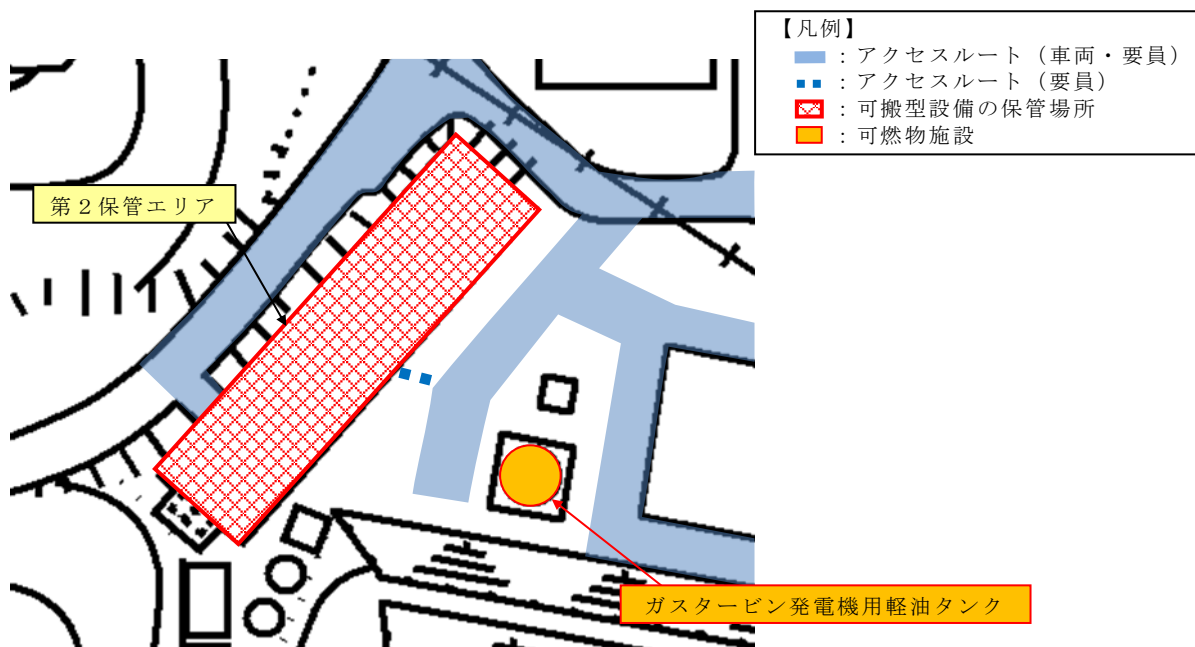 【凡例】
：アクセスルート（車両・要員）
：アクセスルート（要員）
：可搬型設備の保管場所
：可燃物施設
第２保管エリア
ガスタービン発電機用軽油タンク